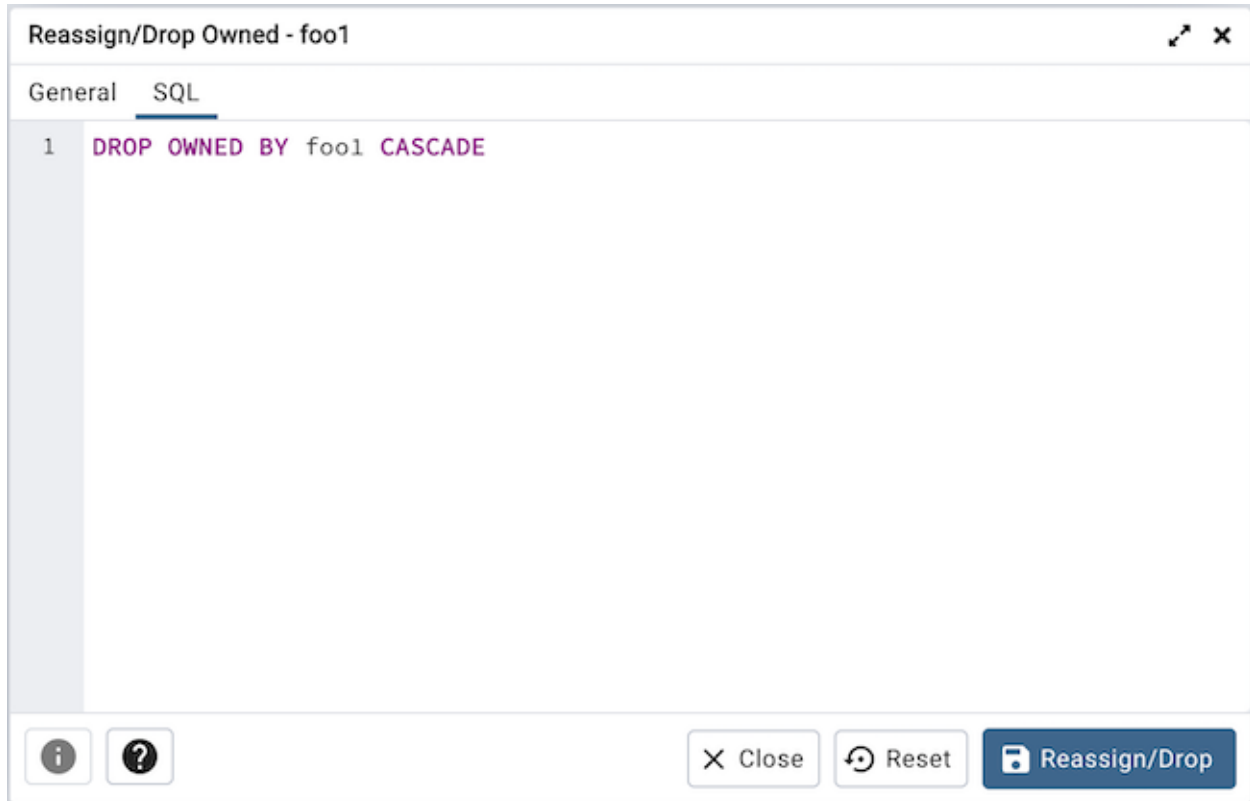 Reassign/Drop Owned - foo1
General SQL
1 DROP OWNED BY foo1 CASCADE
Close Reset Reassign/Drop